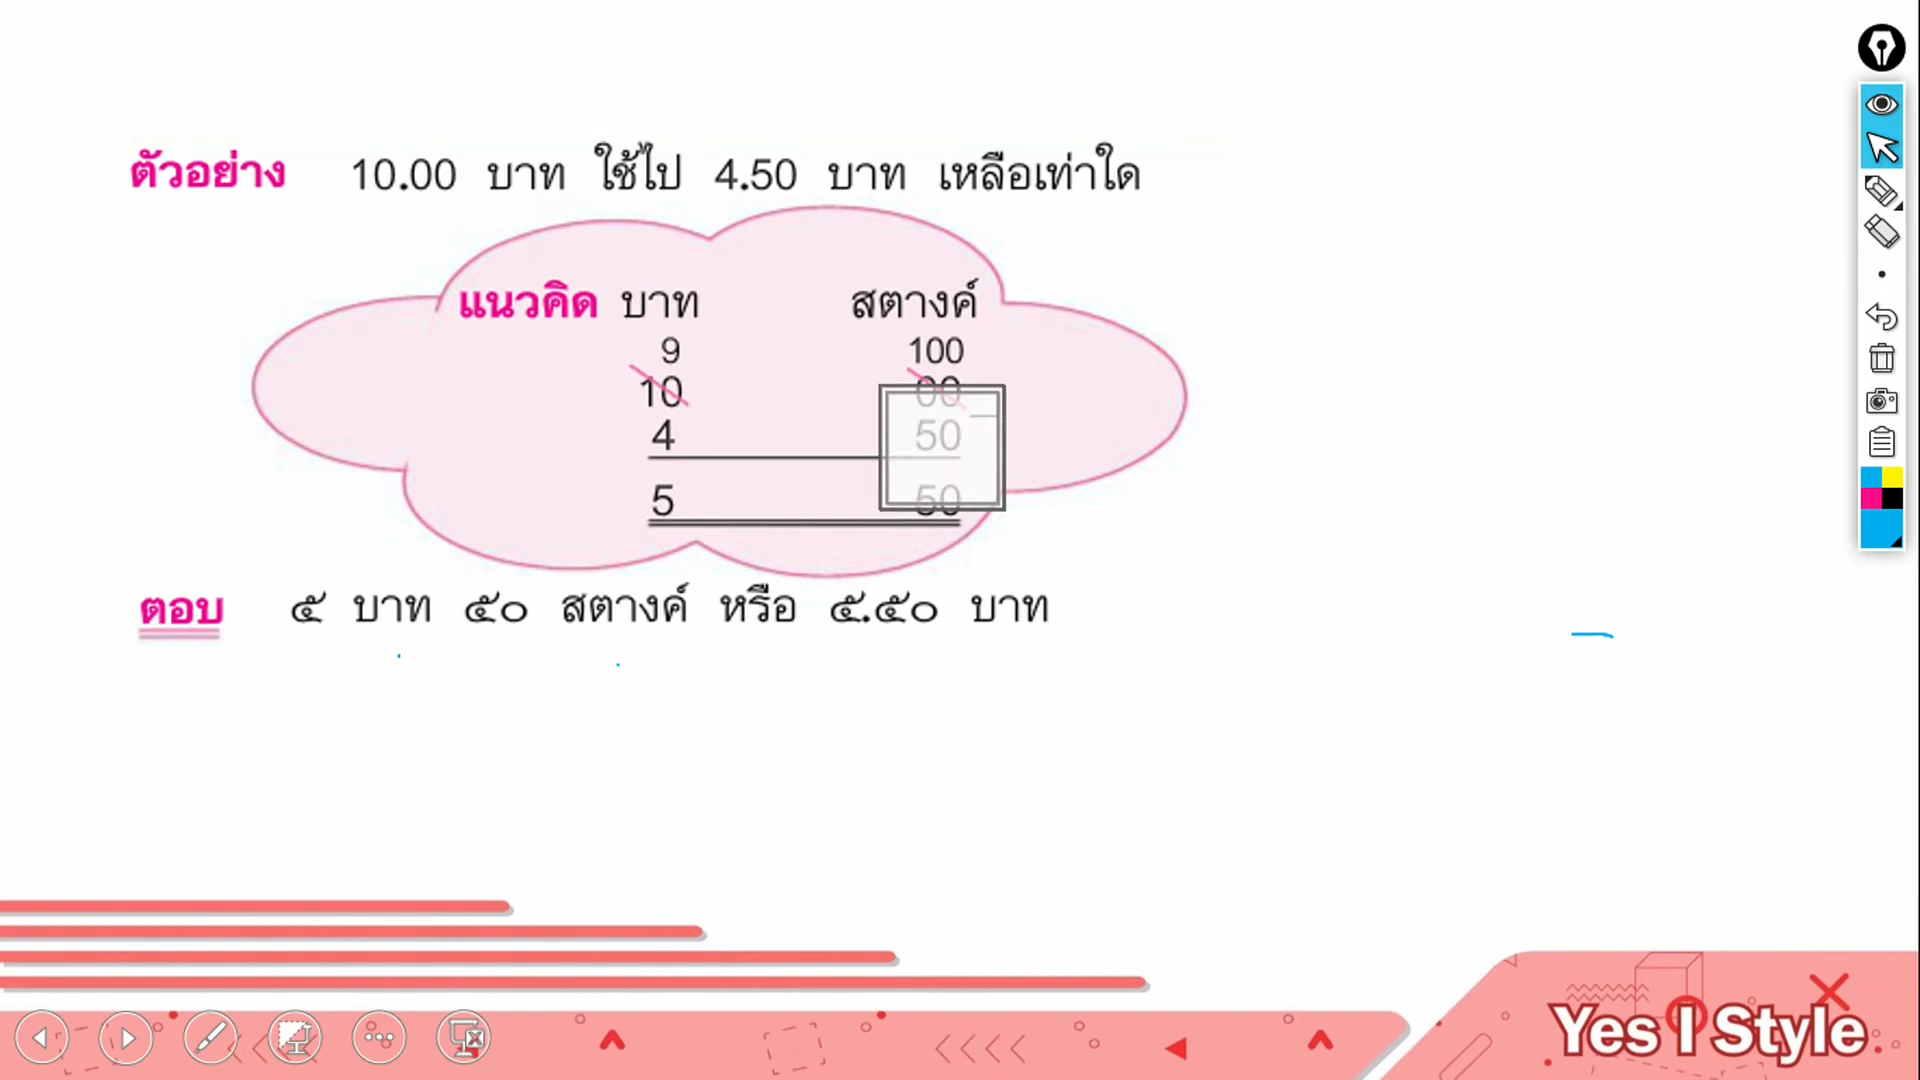 ตัวอย่าง 10.00 บาท ใช้ไป 4.50 บาท เหลือเท่าใด
แนวคิด บาท สตางค์
9 100
10 00
4 50
5 50
ตอบ ๕ บาท ๕๐ สตางค์ หรือ ๕.๕๐ บาท
Yes I Style